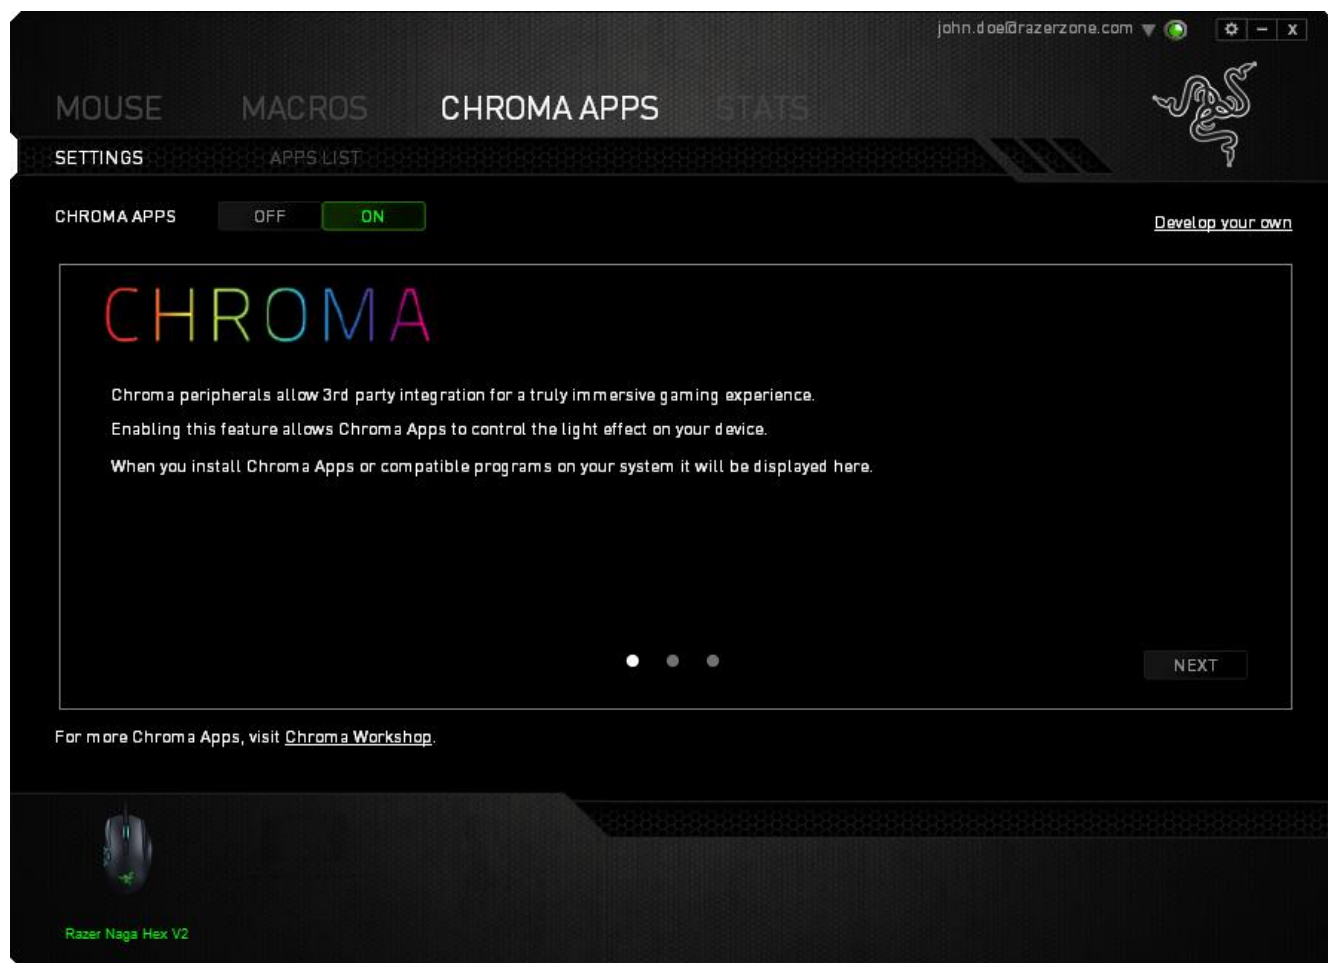 john.doe@razerzone.com
MOUSE MACROS CHROMA APPS STATS
SETTINGS APPS LIST
CHROMA APPS OFF ON
Develop your own
CHROMA
Chroma peripherals allow 3rd party integration for a truly immersive gaming experience.
Enabling this feature allows Chroma Apps to control the light effect on your device.
When you install Chroma Apps or compatible programs on your system it will be displayed here.
NEXT
For more Chroma Apps, visit Chroma Workshop.
Razer Naga Hex V2